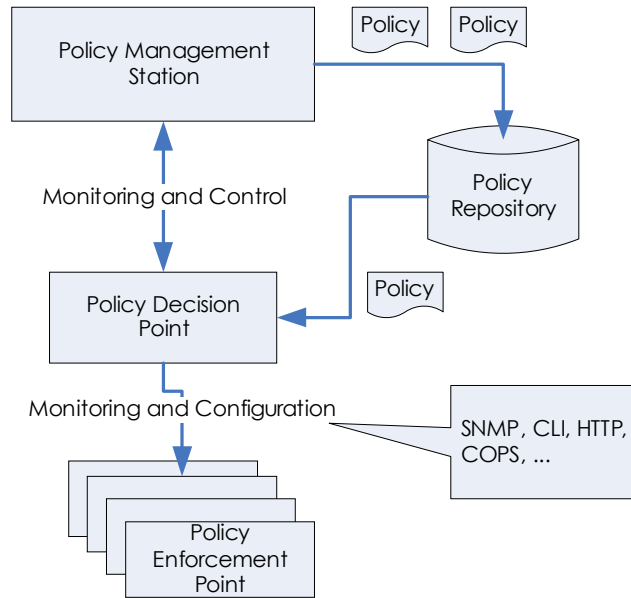 Policy
Policy
Policy Management
Station
Monitoring and Control
Policy
Repository
Policy Decision
Point
Policy
Monitoring and Configuration
SNMP, CLI, HTTP,
COPS, ...
Policy
Enforcement
Point